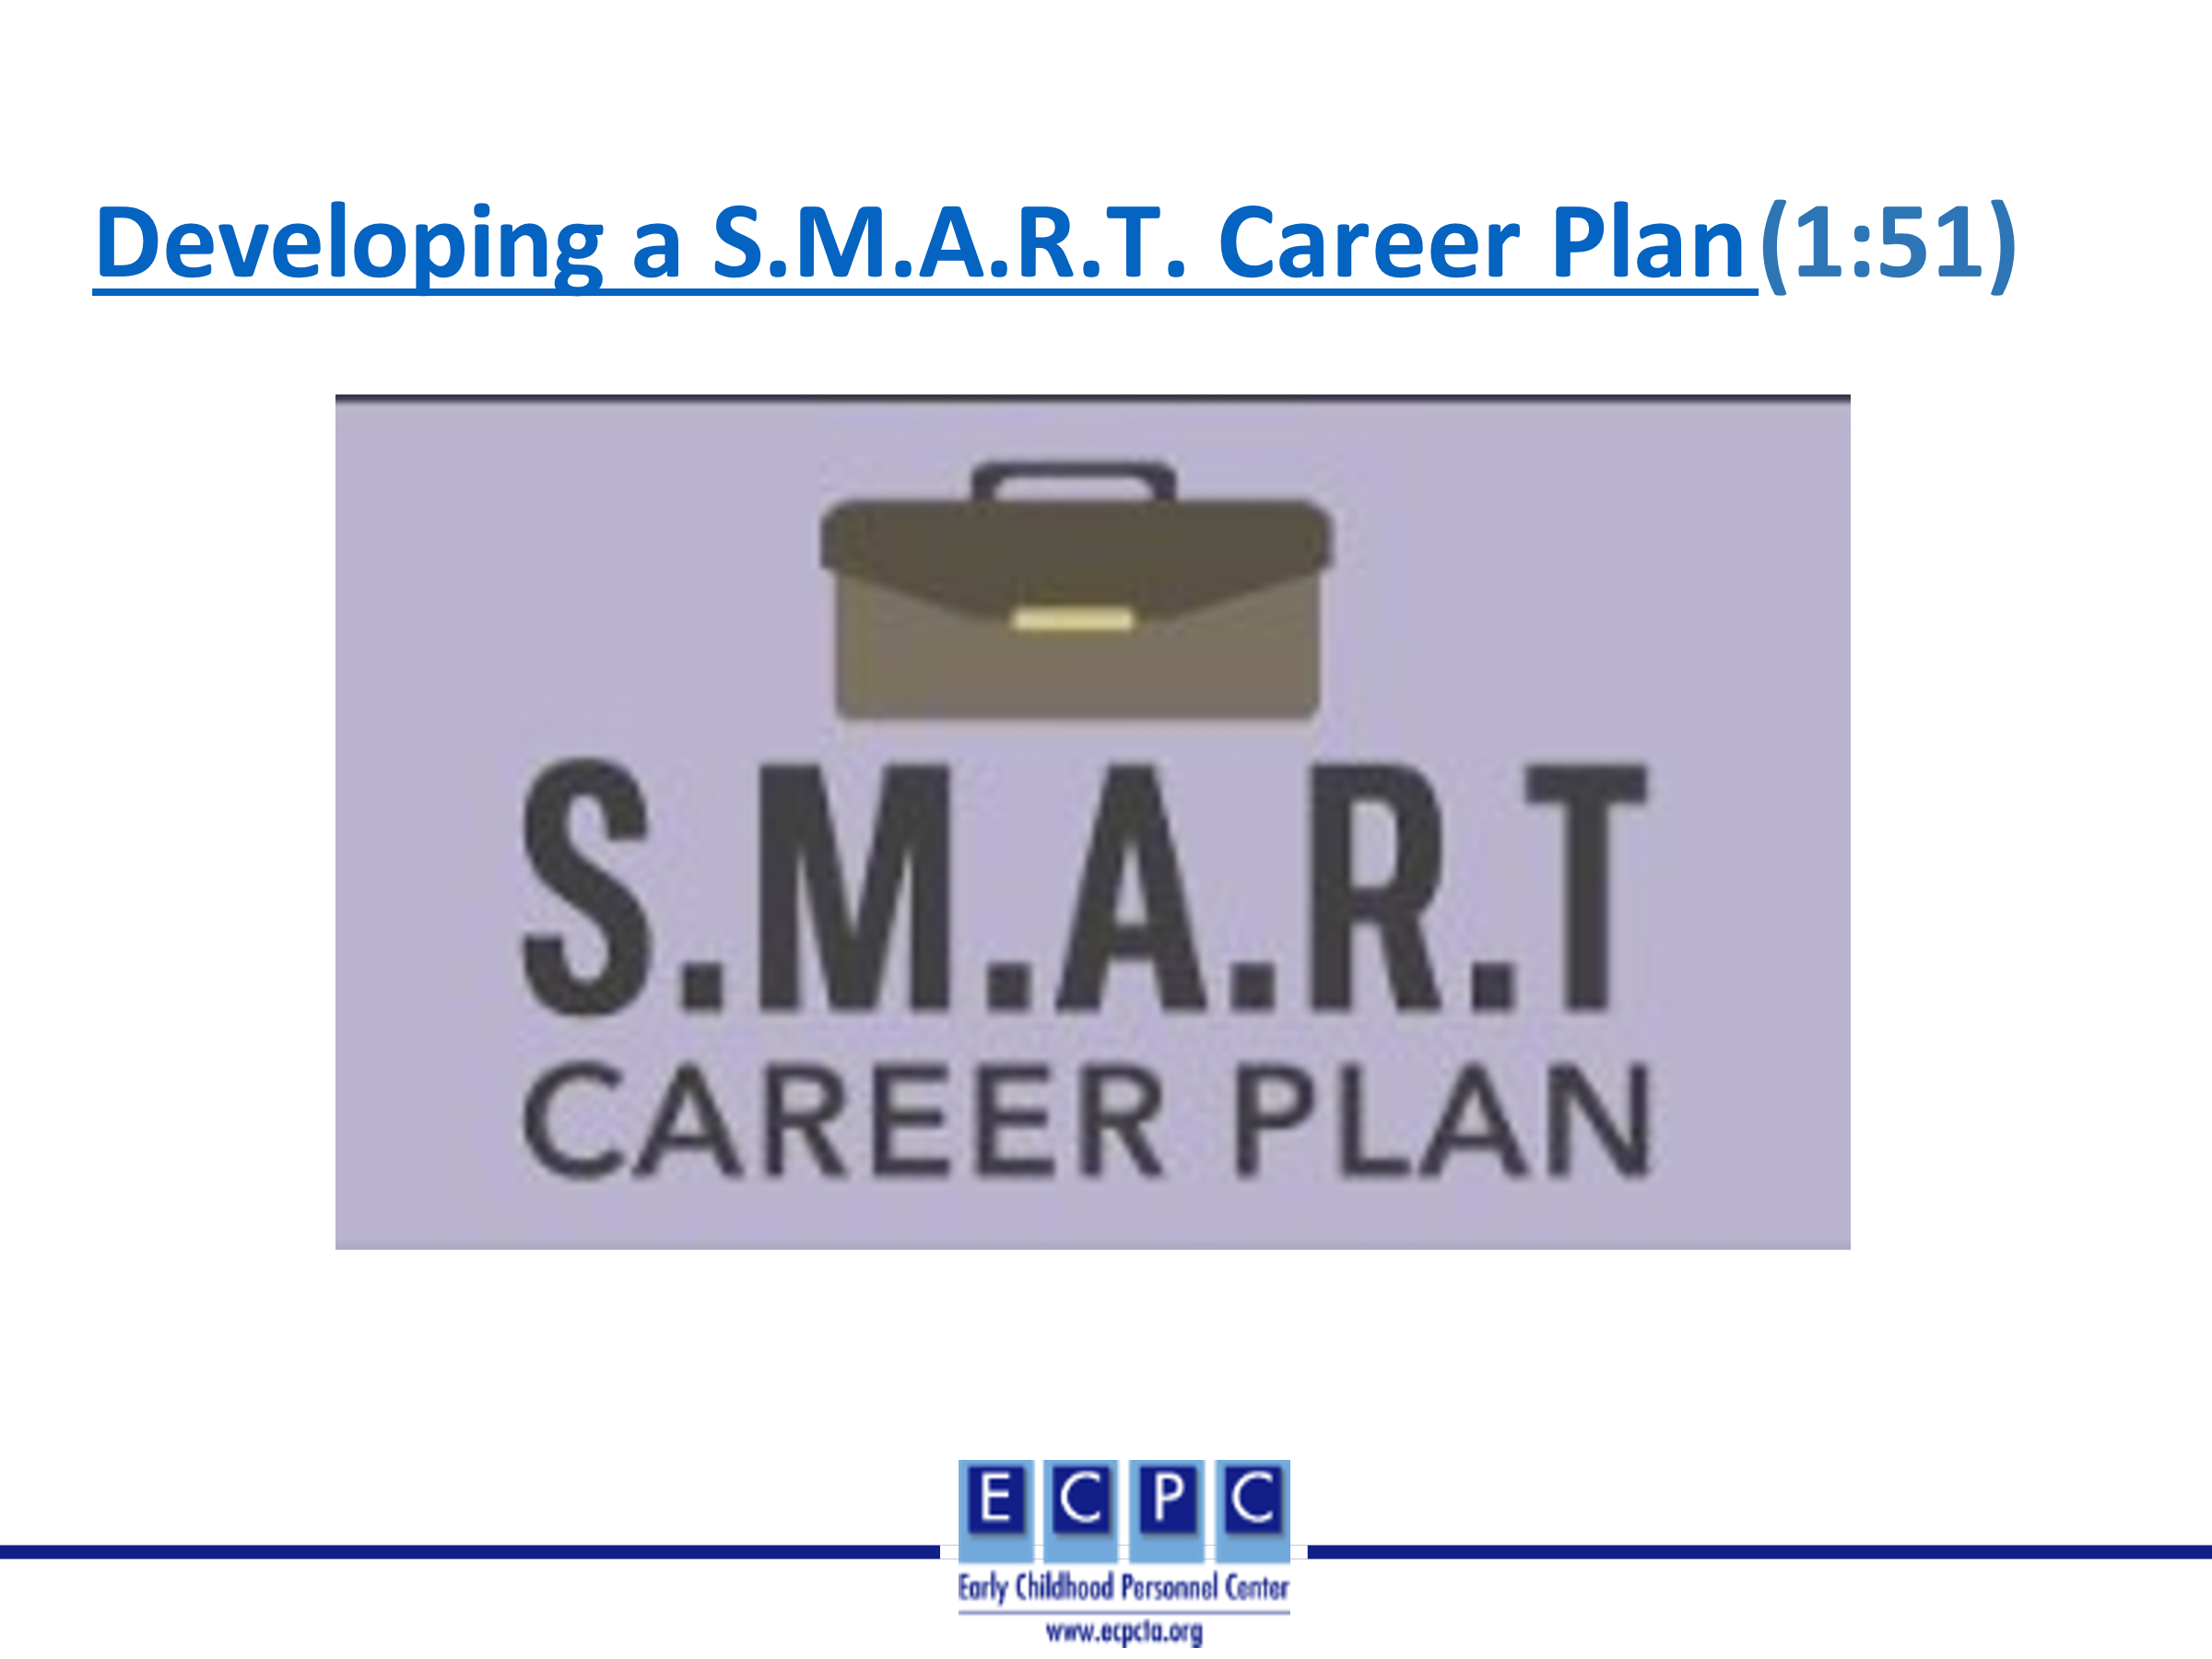 Developing a S.M.A.R.T. Career Plan (1:51)
S.M.A.R.T
CAREER PLAN
E C P C
Early Childhood Personnel Center
www.ecpcta.org